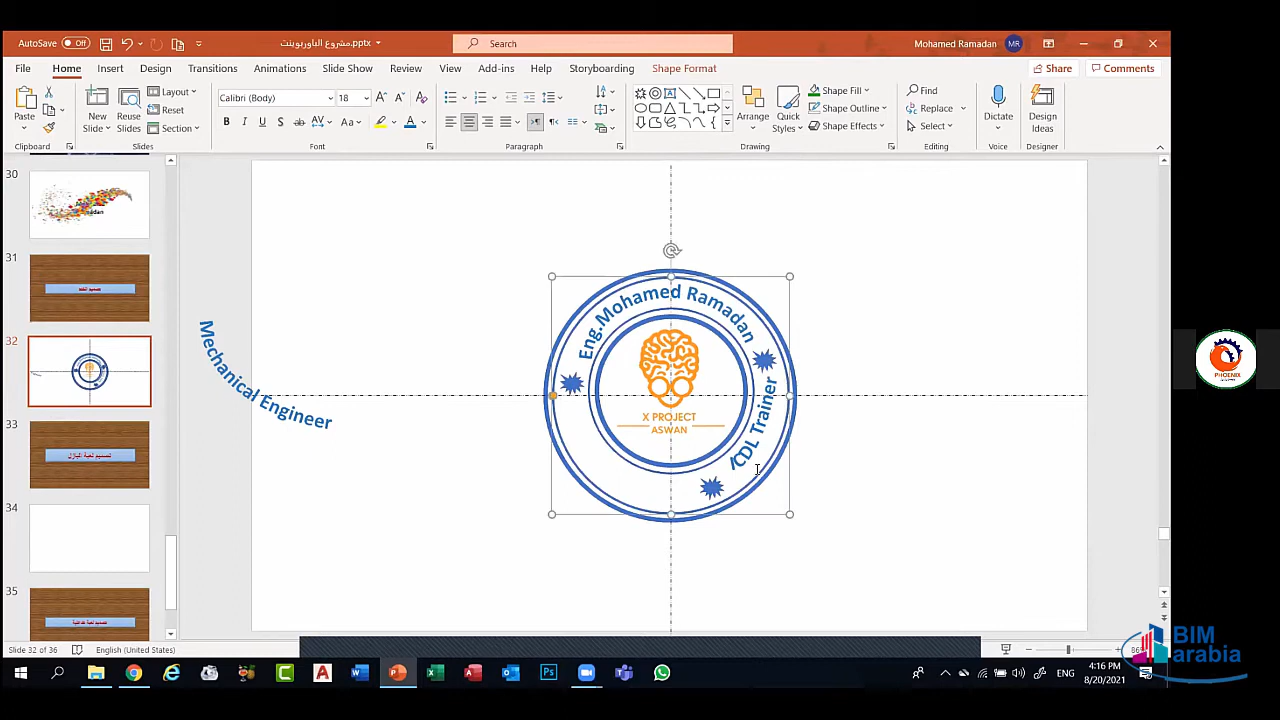 AutoSave
Off
مشروع الباوربوينت.pptx
Search
Mohamed Ramadan
MR
File
Home
Insert
Design
Transitions
Animations
Slide Show
Review
View
Add-ins
Help
Storyboarding
Shape Format
Share
Comments
Paste
New Slide
Reuse Slides
Layout
Reset
Section
Calibri (Body)
18
Shape Fill
Shape Outline
Shape Effects
Arrange
Quick Styles
Find
Replace
Select
Dictate
Design Ideas
Clipboard
Slides
Font
Paragraph
Drawing
Editing
Voice
Designer
30
31
32
33
34
35
Mechanical Engineer
Eng.Mohamed Ramadan
ICDL Trainer
X PROJECT
ASWAN
PHOENIX
Slide 32 of 36
English (United States)
4:16 PM
ENG
8/20/2021
BIM
arabia